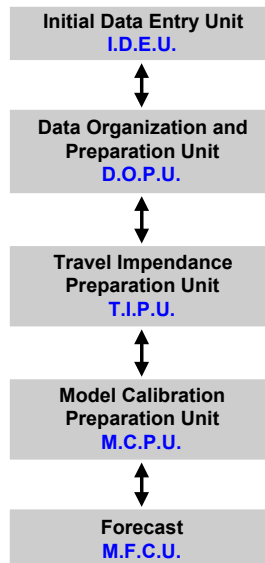 Initial Data Entry Unit
I.D.E.U.
Data Organization and
Preparation Unit
D.O.P.U.
Travel Impendance
Preparation Unit
T.I.P.U.
Model Calibration
Preparation Unit
M.C.P.U.
Forecast
M.F.C.U.